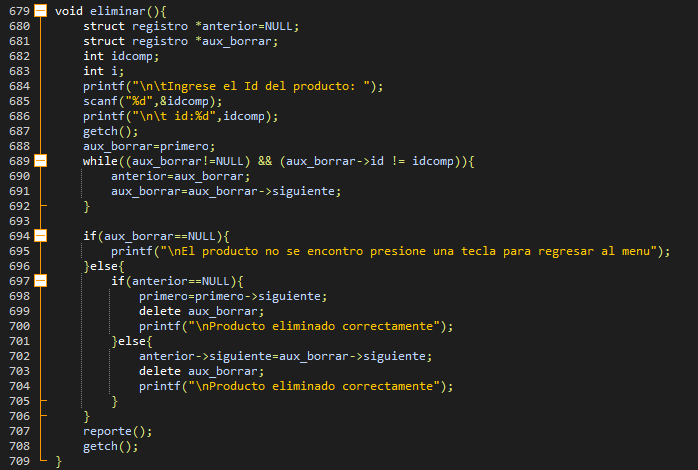 679 void eliminar(){
680     struct registro *anterior=NULL;
681     struct registro *aux_borrar;
682     int idcomp;
683     int i;
684     printf("\n\tIngrese el Id del producto: ");
685     scanf("%d",&idcomp);
686     printf("\n\t id:%d",idcomp);
687     getch();
688     aux_borrar=primero;
689     while((aux_borrar!=NULL) && (aux_borrar->id != idcomp)){
690         anterior=aux_borrar;
691         aux_borrar=aux_borrar->siguiente;
692     }
693
694     if(aux_borrar==NULL){
695         printf("\nEl producto no se encontro presione una tecla para regresar al menu");
696     }else{
697         if(anterior==NULL){
698             primero=primero->siguiente;
699             delete aux_borrar;
700             printf("\nProducto eliminado correctamente");
701         }else{
702             anterior->siguiente=aux_borrar->siguiente;
703             delete aux_borrar;
704             printf("\nProducto eliminado correctamente");
705         }
706     }
707     reporte();
708     getch();
709 }